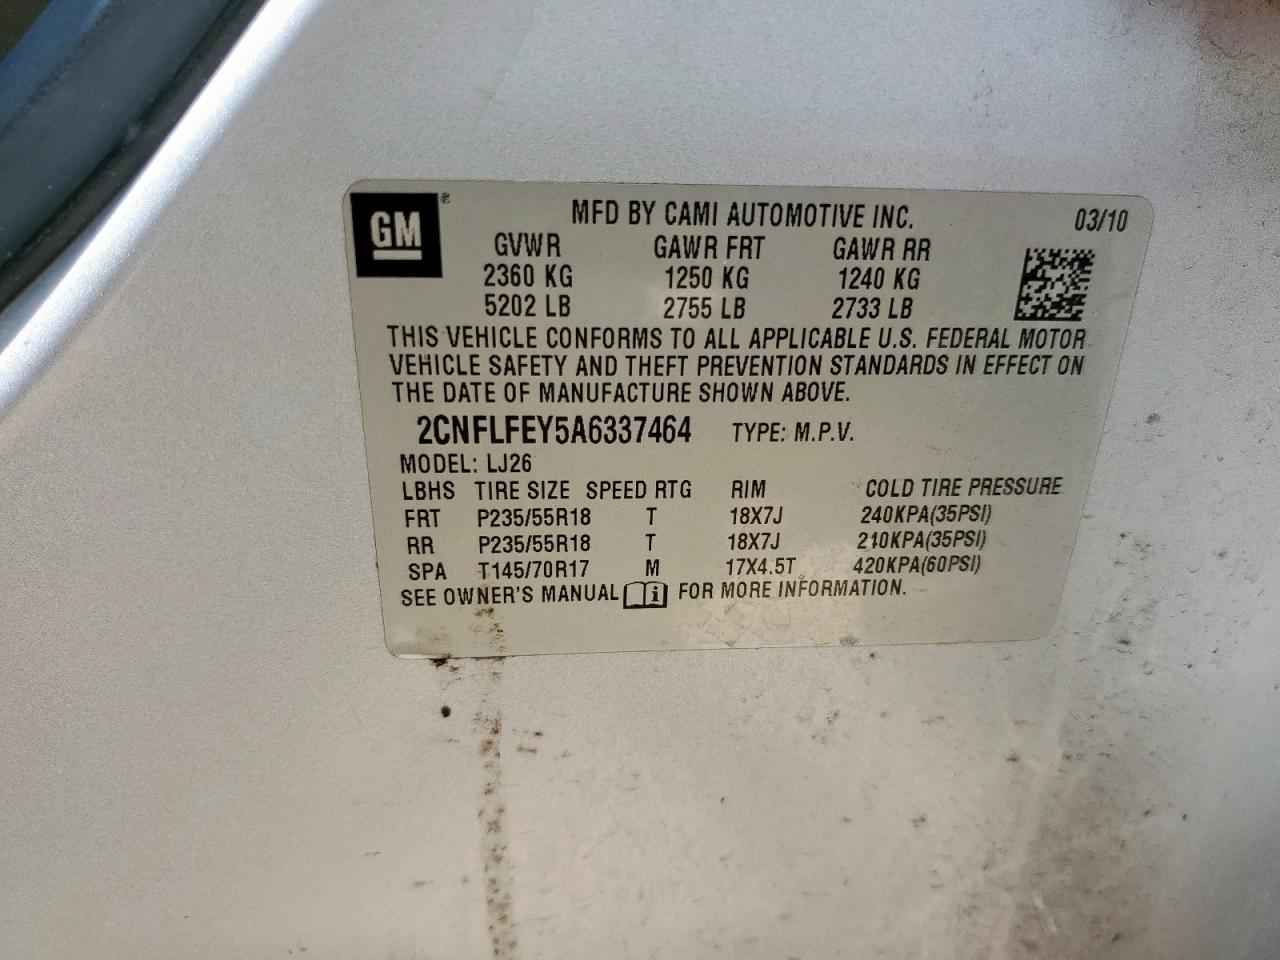 GM ®
MFD BY CAMI AUTOMOTIVE INC. 03/10
GVWR GAWR FRT GAWR RR
2360 KG 1250 KG 1240 KG
5202 LB 2755 LB 2733 LB
THIS VEHICLE CONFORMS TO ALL APPLICABLE U.S. FEDERAL MOTOR
VEHICLE SAFETY AND THEFT PREVENTION STANDARDS IN EFFECT ON
THE DATE OF MANUFACTURE SHOWN ABOVE.
2CNFLFEY5A6337464 TYPE: M.P.V.
MODEL: LJ26
LBHS TIRE SIZE SPEED RTG RIM COLD TIRE PRESSURE
FRT P235/55R18 T 18X7J 240KPA(35PSI)
RR P235/55R18 T 18X7J 240KPA(35PSI)
SPA T145/70R17 M 17X4.5T 420KPA(60PSI)
SEE OWNER'S MANUAL i FOR MORE INFORMATION.